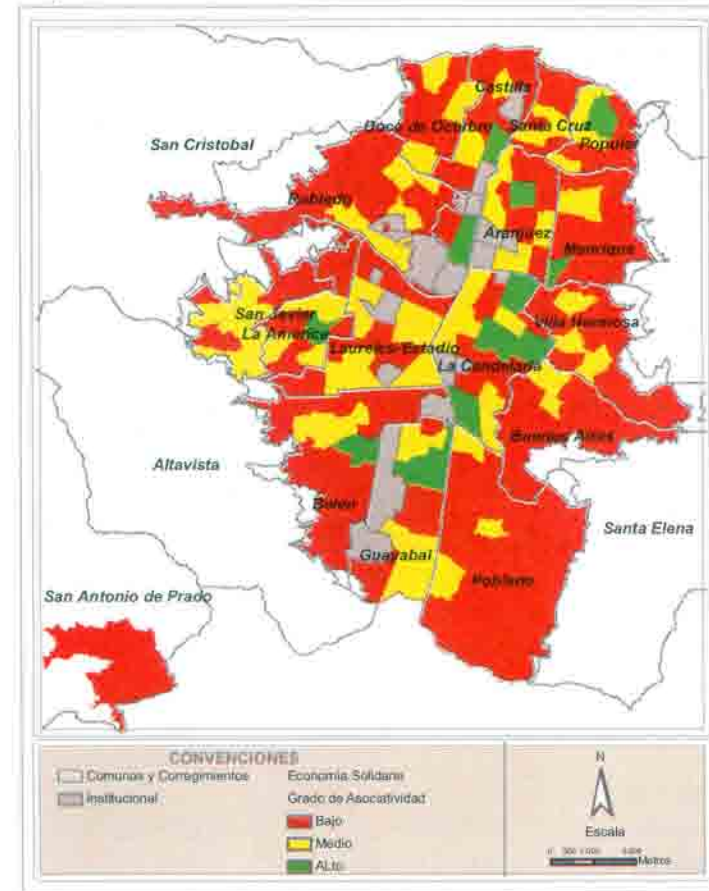 Castilla
Doce de Octubre
Santa Cruz
Popular
San Cristobal
Robledo
Aranjuez
Manrique
San Javier
La America
Villa Hermosa
Laureles-Estadio
La Candelaria
Buenos Aires
Altavista
Belen
Santa Elena
Guayabal
Poblado
San Antonio de Prado
CONVENCIONES
Comunas y Corregimientos
Institucional
Economía Solidaria
Grado de Asocatividad
Bajo
Medio
ALto
N
Escala
Metros